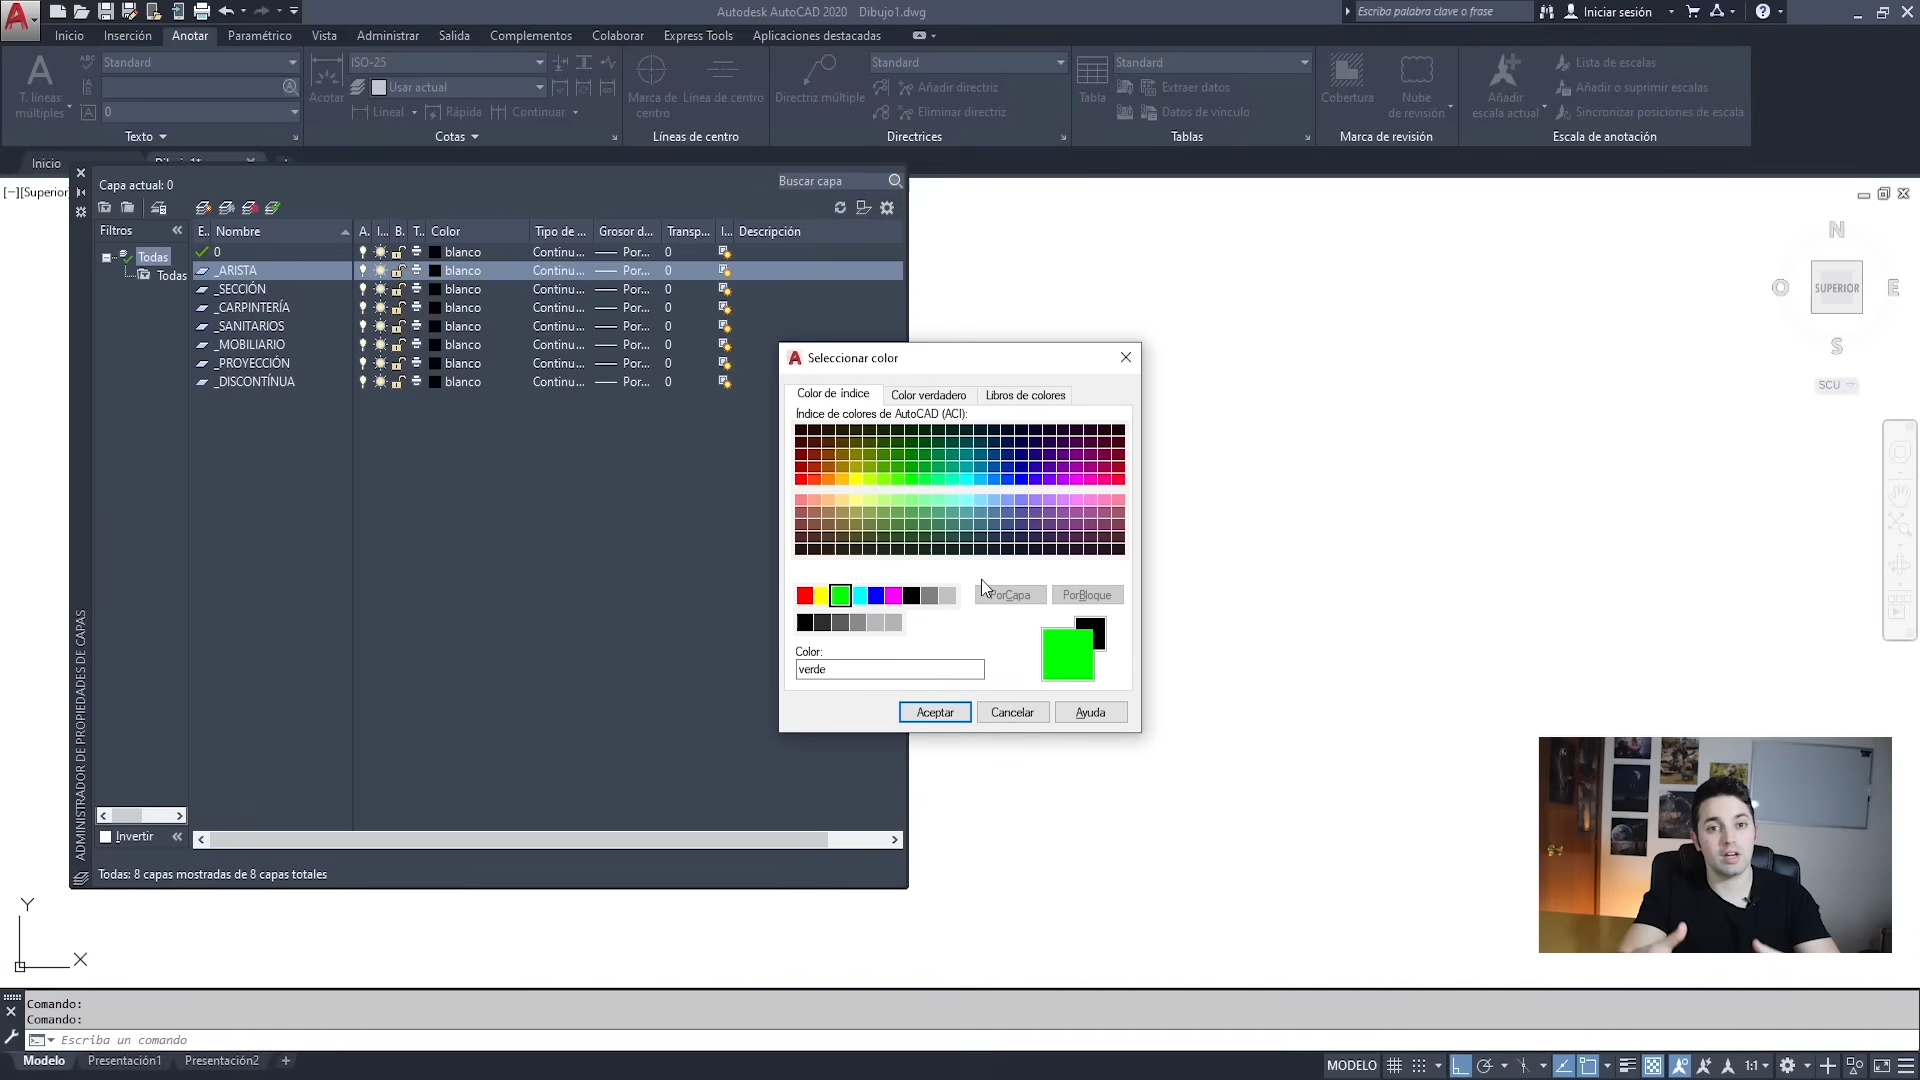 Autodesk AutoCAD 2020 Dibujo1.dwg
Escriba palabra clave o frase
Iniciar sesión
Inicio Inserción Anotar Paramétrico Vista Administrar Salida Complementos Colaborar Express Tools Aplicaciones destacadas
T. líneas múltiples
Standard
0
Texto
Acotar
ISO-25
Usar actual
Lineal Rápida Continuar
Cotas
Marca de centro
Línea de centro
Líneas de centro
Directriz múltiple
Standard
Añadir directriz
Eliminar directriz
Directrices
Tabla
Standard
Extraer datos
Datos de vínculo
Tablas
Cobertura
Nube de revisión
Marca de revisión
Añadir escala actual
Lista de escalas
Añadir o suprimir escalas
Sincronizar posiciones de escala
Escala de anotación
Inicio
[−][Superior
Capa actual: 0
Buscar capa
Filtros
E.. Nombre A. I... B. T.. Color Tipo de ... Grosor d... Transp... I... Descripción
Todas
Todas
0 blanco Continu... Por... 0
_ARISTA blanco Continu... Por... 0
_SECCIÓN blanco Continu... Por... 0
_CARPINTERÍA blanco Continu... Por... 0
_SANITARIOS blanco Continu... Por... 0
_MOBILIARIO blanco Continu... Por... 0
_PROYECCIÓN blanco Continu... Por... 0
_DISCONTÍNUA blanco Continu... Por... 0
Invertir
Todas: 8 capas mostradas de 8 capas totales
ADMINISTRADOR DE PROPIEDADES DE CAPAS
Seleccionar color
Color de índice Color verdadero Libros de colores
Índice de colores de AutoCAD (ACI):
PorCapa PorBloque
Color:
verde
Aceptar Cancelar Ayuda
N
O SUPERIOR E
S
SCU
Y
X
Comando:
Comando:
Escriba un comando
Modelo Presentación1 Presentación2 +
MODELO 1:1